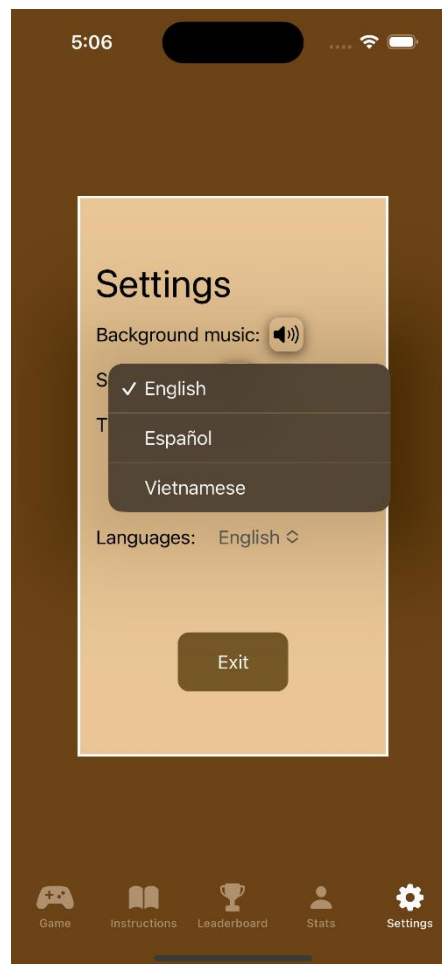 5:06
Settings
Background music:
S
English
T
Español
Vietnamese
Languages: English
Exit
Game Instructions Leaderboard Stats Settings